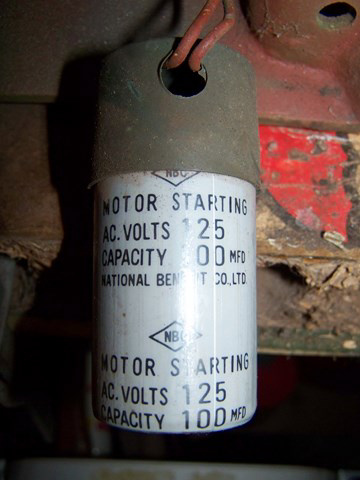 NBC
MOTOR STARTING
AC. VOLTS 125
CAPACITY 100 MFD
NATIONAL CO., LTD.
NBC
MOTOR STARTING
AC. VOLTS 125
CAPACITY 100 MFD